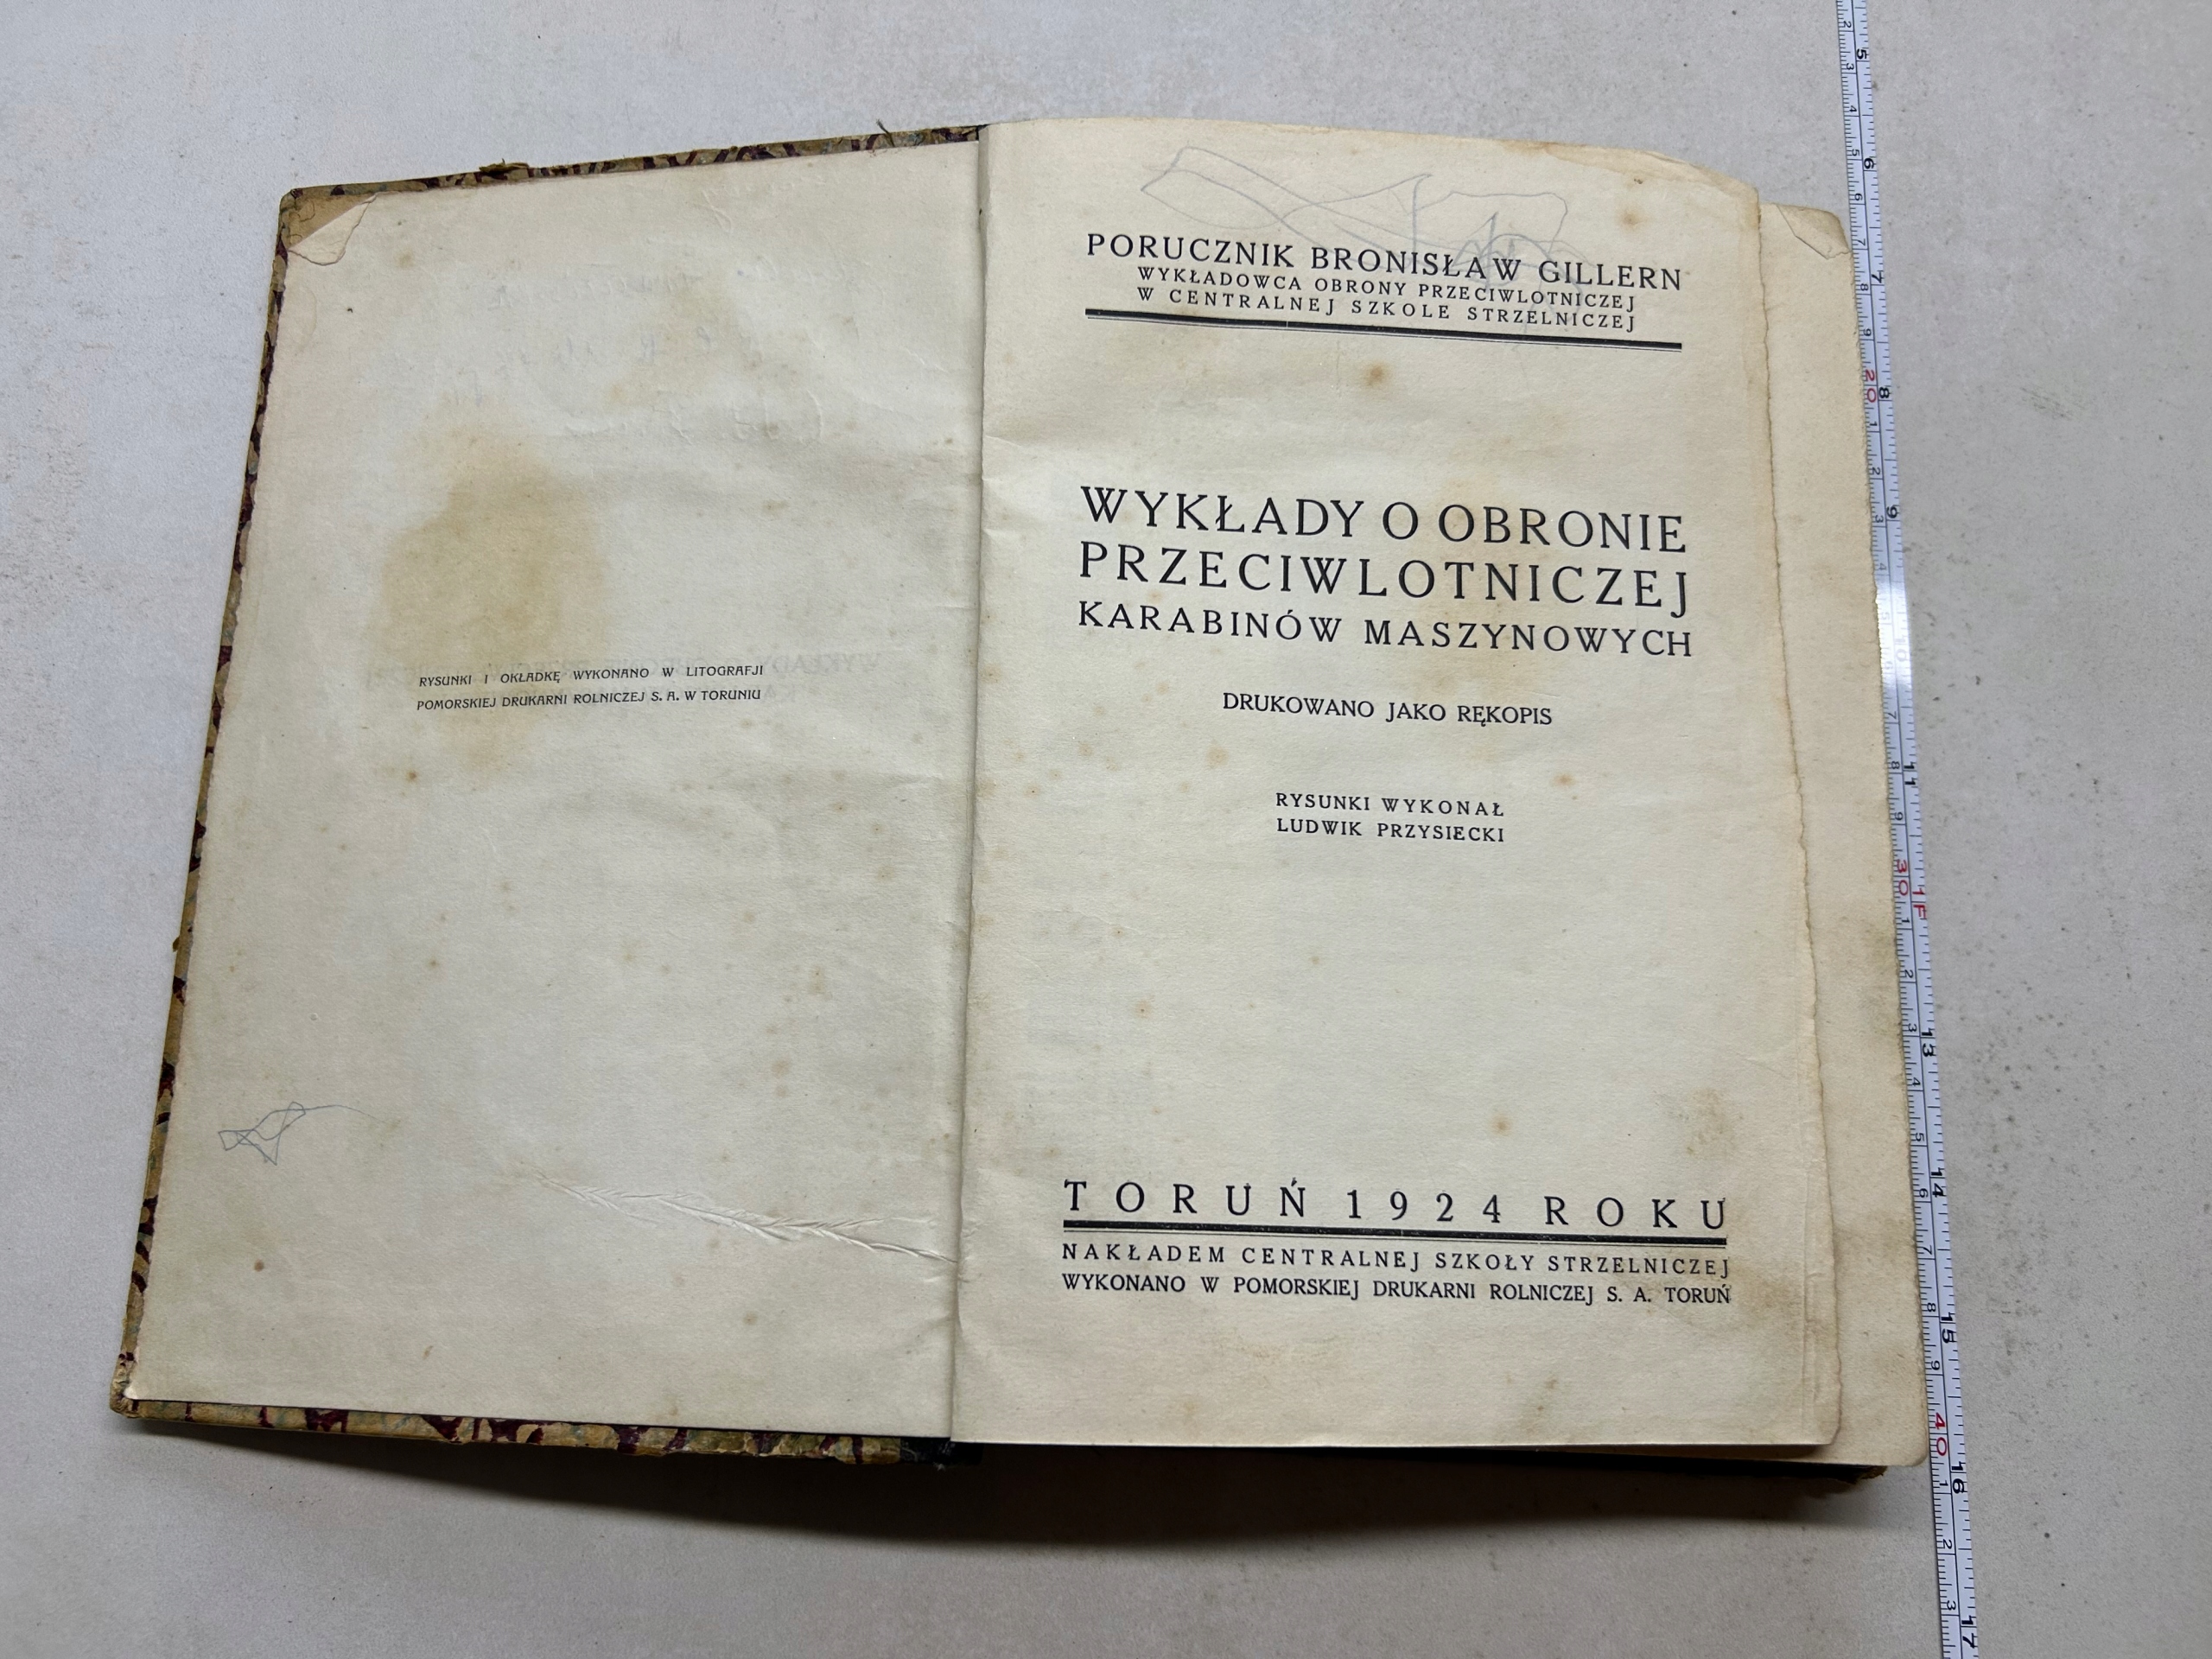 RYSUNKI I OKŁADKĘ WYKONANO W LITOGRAFJI
POMORSKIEJ DRUKARNI ROLNICZEJ S. A. W TORUNIU
PORUCZNIK BRONISŁAW GILLERN
WYKŁADOWCA OBRONY PRZECIWLOTNICZEJ
W CENTRALNEJ SZKOLE STRZELNICZEJ
WYKŁADY O OBRONIE
PRZECIWLOTNICZEJ
KARABINÓW MASZYNOWYCH
DRUKOWANO JAKO RĘKOPIS
RYSUNKI WYKONAŁ
LUDWIK PRZYSIECKI
TORUŃ 1924 ROKU
NAKŁADEM CENTRALNEJ SZKOŁY STRZELNICZEJ
WYKONANO W POMORSKIEJ DRUKARNI ROLNICZEJ S. A. TORUŃ